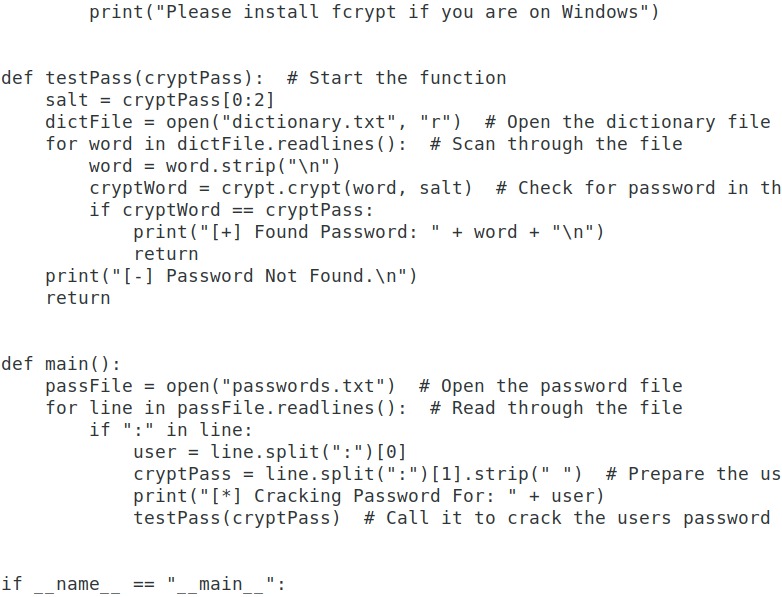 print("Please install fcrypt if you are on Windows")


def testPass(cryptPass):  # Start the function
    salt = cryptPass[0:2]
    dictFile = open("dictionary.txt", "r")  # Open the dictionary file
    for word in dictFile.readlines():  # Scan through the file
        word = word.strip("\n")
        cryptWord = crypt.crypt(word, salt)  # Check for password in th
        if cryptWord == cryptPass:
            print("[+] Found Password: " + word + "\n")
            return
    print("[-] Password Not Found.\n")
    return


def main():
    passFile = open("passwords.txt")  # Open the password file
    for line in passFile.readlines():  # Read through the file
        if ":" in line:
            user = line.split(":")[0]
            cryptPass = line.split(":")[1].strip(" ")  # Prepare the us
            print("[*] Cracking Password For: " + user)
            testPass(cryptPass)  # Call it to crack the users password


if __name__ == "__main__":